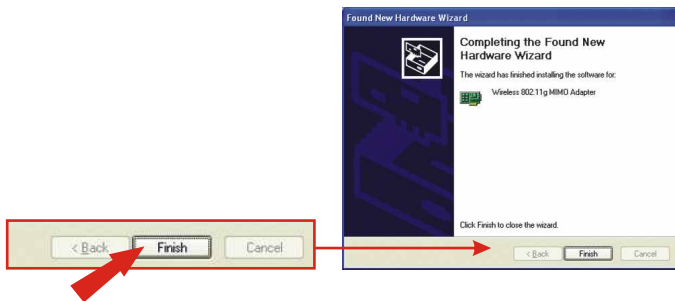 Found New Hardware Wizard
Completing the Found New
Hardware Wizard
The wizard has finished installing the software for:
Wireless 802.11g MIMO Adapter
Click Finish to close the wizard.
< Back Finish Cancel
< Back Finish Cancel